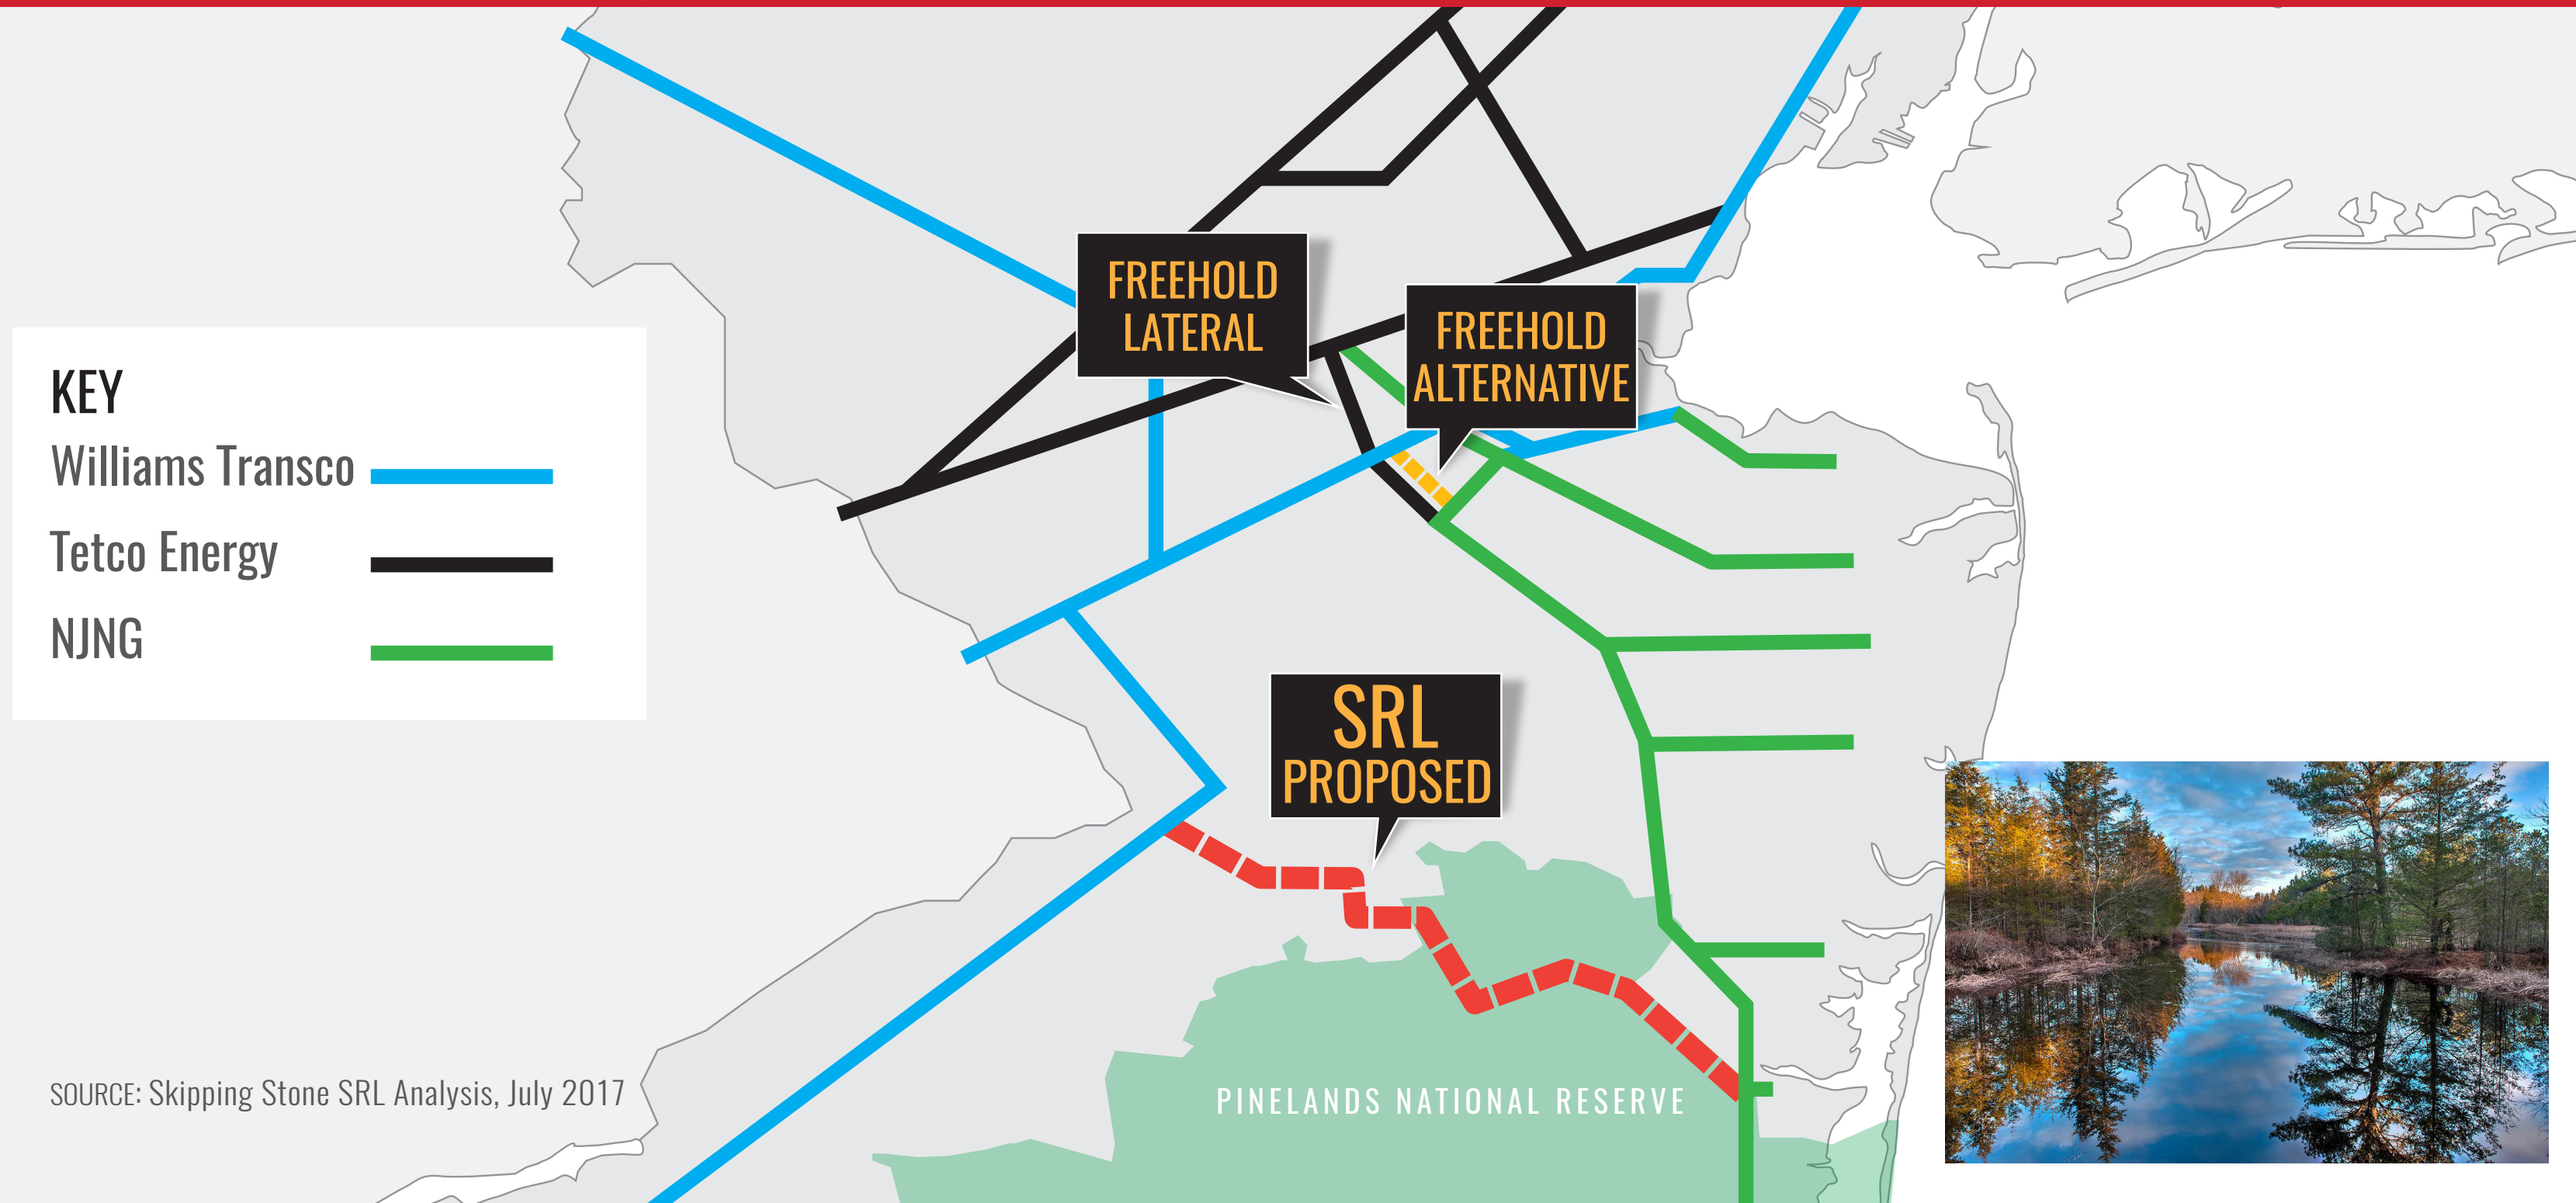 FREEHOLD
LATERAL
FREEHOLD
ALTERNATIVE
KEY
Williams Transco
Tetco Energy
NJNG
SRL
PROPOSED
PINELANDS NATIONAL RESERVE
SOURCE: Skipping Stone SRL Analysis, July 2017